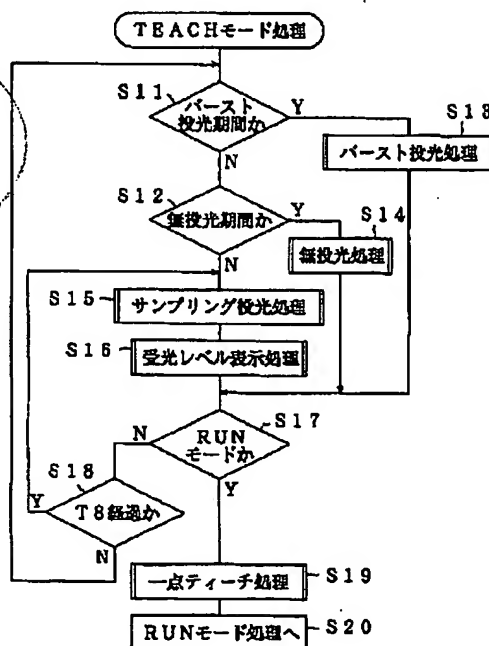 TEACHモード処理
S11
バースト
投光期間か
Y
S13
バースト投光処理
N
S12
無投光期間か
Y
S14
無投光処理
N
S15
サンプリング投光処理
S16
受光レベル表示処理
S17
RUN
モードか
N
Y
S18
T8経過か
Y
N
一点ティーチ処理
S19
RUNモード処理へ
S20